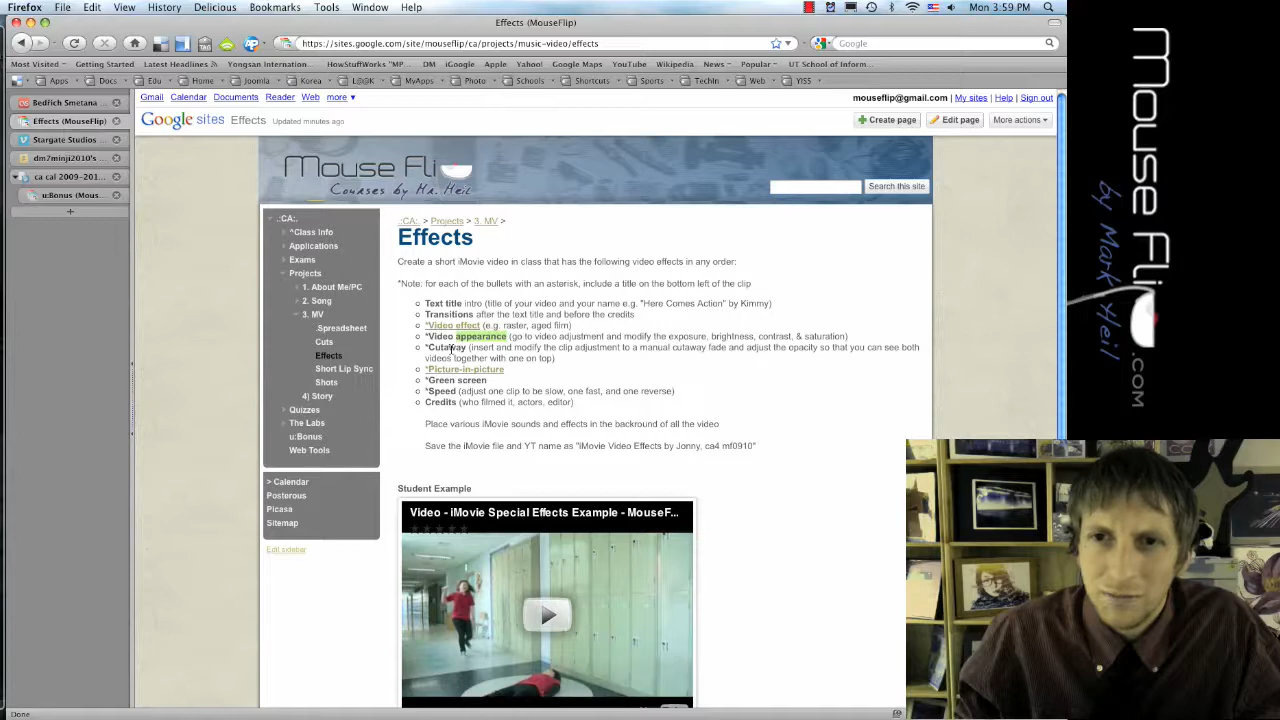 Firefox File Edit View History Delicious Bookmarks Tools Window Help Mon 3:59 PM
Effects (MouseFlip)
https://sites.google.com/site/mouseflip/ca/projects/music-video/effects
Google
Most Visited Getting Started Latest Headlines Yongsan Internation... HowStuffWorks "MP... DM iGoogle Apple Yahoo! Google Maps YouTube Wikipedia News Popular UT School of Inform...
Apps Docs Edu Home Joomla Korea L@@K MyApps Photo Schools Shortcuts Sports TechIn Web YISS
Bedřich Smetana ...
Effects (MouseFlip)
Stargate Studios ...
dm7minji2010's ...
ca cal 2009-201...
u:Bonus (Mous...
+
Gmail Calendar Documents Reader Web more ▼
mouseflip@gmail.com | My sites | Help | Sign out
Google sites Effects Updated minutes ago
Create page Edit page More actions
Mouse Fli
Courses by Mr. Heil
Search this site
.:CA:.
^Class Info
Applications
Exams
Projects
1. About Me/PC
2. Song
3. MV
.Spreadsheet
Cuts
Effects
Short Lip Sync
Shots
4) Story
Quizzes
The Labs
u:Bonus
Web Tools
> Calendar
Posterous
Picasa
Sitemap
Edit sidebar
.:CA:. > Projects > 3. MV >
Effects
Create a short iMovie video in class that has the following video effects in any order:
*Note: for each of the bullets with an asterisk, include a title on the bottom left of the clip
Text title intro (title of your video and your name e.g. "Here Comes Action" by Kimmy)
Transitions after the text title and before the credits
*Video effect (e.g. raster, aged film)
*Video appearance (go to video adjustment and modify the exposure, brightness, contrast, & saturation)
*Cutaway (insert and modify the clip adjustment to a manual cutaway fade and adjust the opacity so that you can see both
videos together with one on top)
*Picture-in-picture
*Green screen
*Speed (adjust one clip to be slow, one fast, and one reverse)
Credits (who filmed it, actors, editor)
Place various iMovie sounds and effects in the backround of all the video
Save the iMovie file and YT name as "iMovie Video Effects by Jonny, ca4 mf0910"
Student Example
Video - iMovie Special Effects Example - MouseF...
Done
Mouse Fli
.com
by Mark Heil